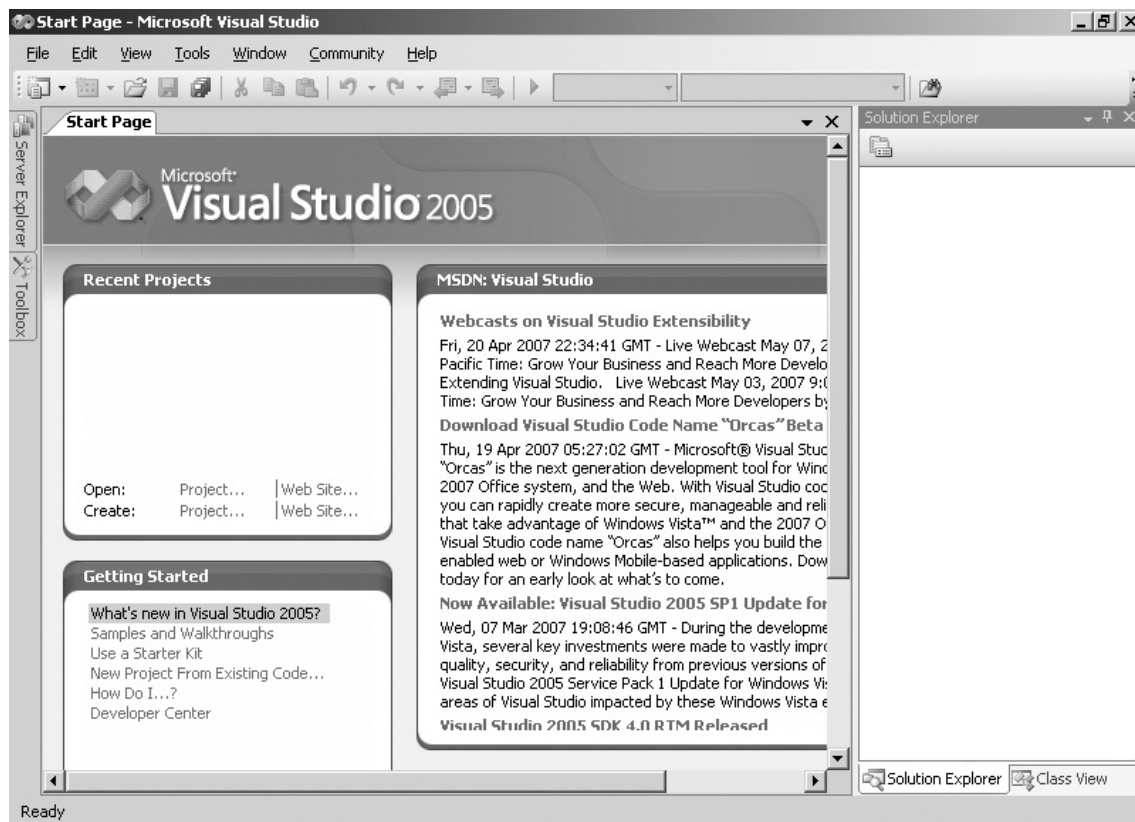 Start Page - Microsoft Visual Studio
File Edit View Tools Window Community Help
Server Explorer
Toolbox
Start Page
Microsoft
Visual Studio 2005
Recent Projects
Open: Project... | Web Site...
Create: Project... | Web Site...
Getting Started
What's new in Visual Studio 2005?
Samples and Walkthroughs
Use a Starter Kit
New Project From Existing Code...
How Do I...?
Developer Center
MSDN: Visual Studio
Webcasts on Visual Studio Extensibility
Fri, 20 Apr 2007 22:34:41 GMT - Live Webcast May 07, 2
Pacific Time: Grow Your Business and Reach More Develo
Extending Visual Studio. Live Webcast May 03, 2007 9:0
Time: Grow Your Business and Reach More Developers by
Download Visual Studio Code Name "Orcas" Beta
Thu, 19 Apr 2007 05:27:02 GMT - Microsoft® Visual Stud
"Orcas" is the next generation development tool for Wind
2007 Office system, and the Web. With Visual Studio cod
you can rapidly create more secure, manageable and reli
that take advantage of Windows Vista™ and the 2007 O
Visual Studio code name "Orcas" also helps you build the
enabled web or Windows Mobile-based applications. Dow
today for an early look at what's to come.
Now Available: Visual Studio 2005 SP1 Update for
Wed, 07 Mar 2007 19:08:46 GMT - During the developme
Vista, several key investments were made to vastly impro
quality, security, and reliability from previous versions of
Visual Studio 2005 Service Pack 1 Update for Windows Vis
areas of Visual Studio impacted by these Windows Vista e
Visual Studio 2005 SDK 4.0 RTM Released
Solution Explorer
Solution Explorer Class View
Ready